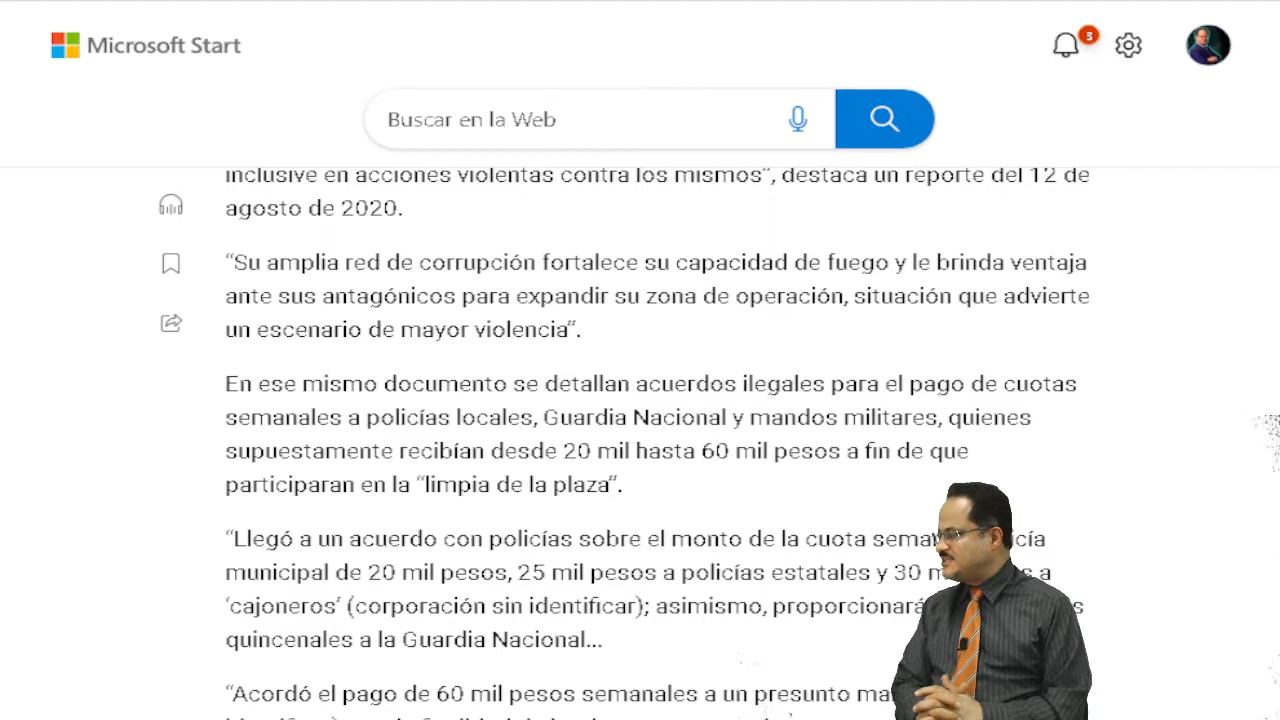 Microsoft Start
3
Buscar en la Web
inclusive en acciones violentas contra los mismos”, destaca un reporte del 12 de
agosto de 2020.
“Su amplia red de corrupción fortalece su capacidad de fuego y le brinda ventaja
ante sus antagónicos para expandir su zona de operación, situación que advierte
un escenario de mayor violencia”.
En ese mismo documento se detallan acuerdos ilegales para el pago de cuotas
semanales a policías locales, Guardia Nacional y mandos militares, quienes
supuestamente recibían desde 20 mil hasta 60 mil pesos a fin de que
participaran en la “limpia de la plaza”.
“Llegó a un acuerdo con policías sobre el monto de la cuota
municipal de 20 mil pesos, 25 mil pesos a policías estatales y 30 a
‘cajoneros’ (corporación sin identificar); asimismo,
quincenales a la Guardia Nacional...
“Acordó el pago de 60 mil pesos semanales a un presunto